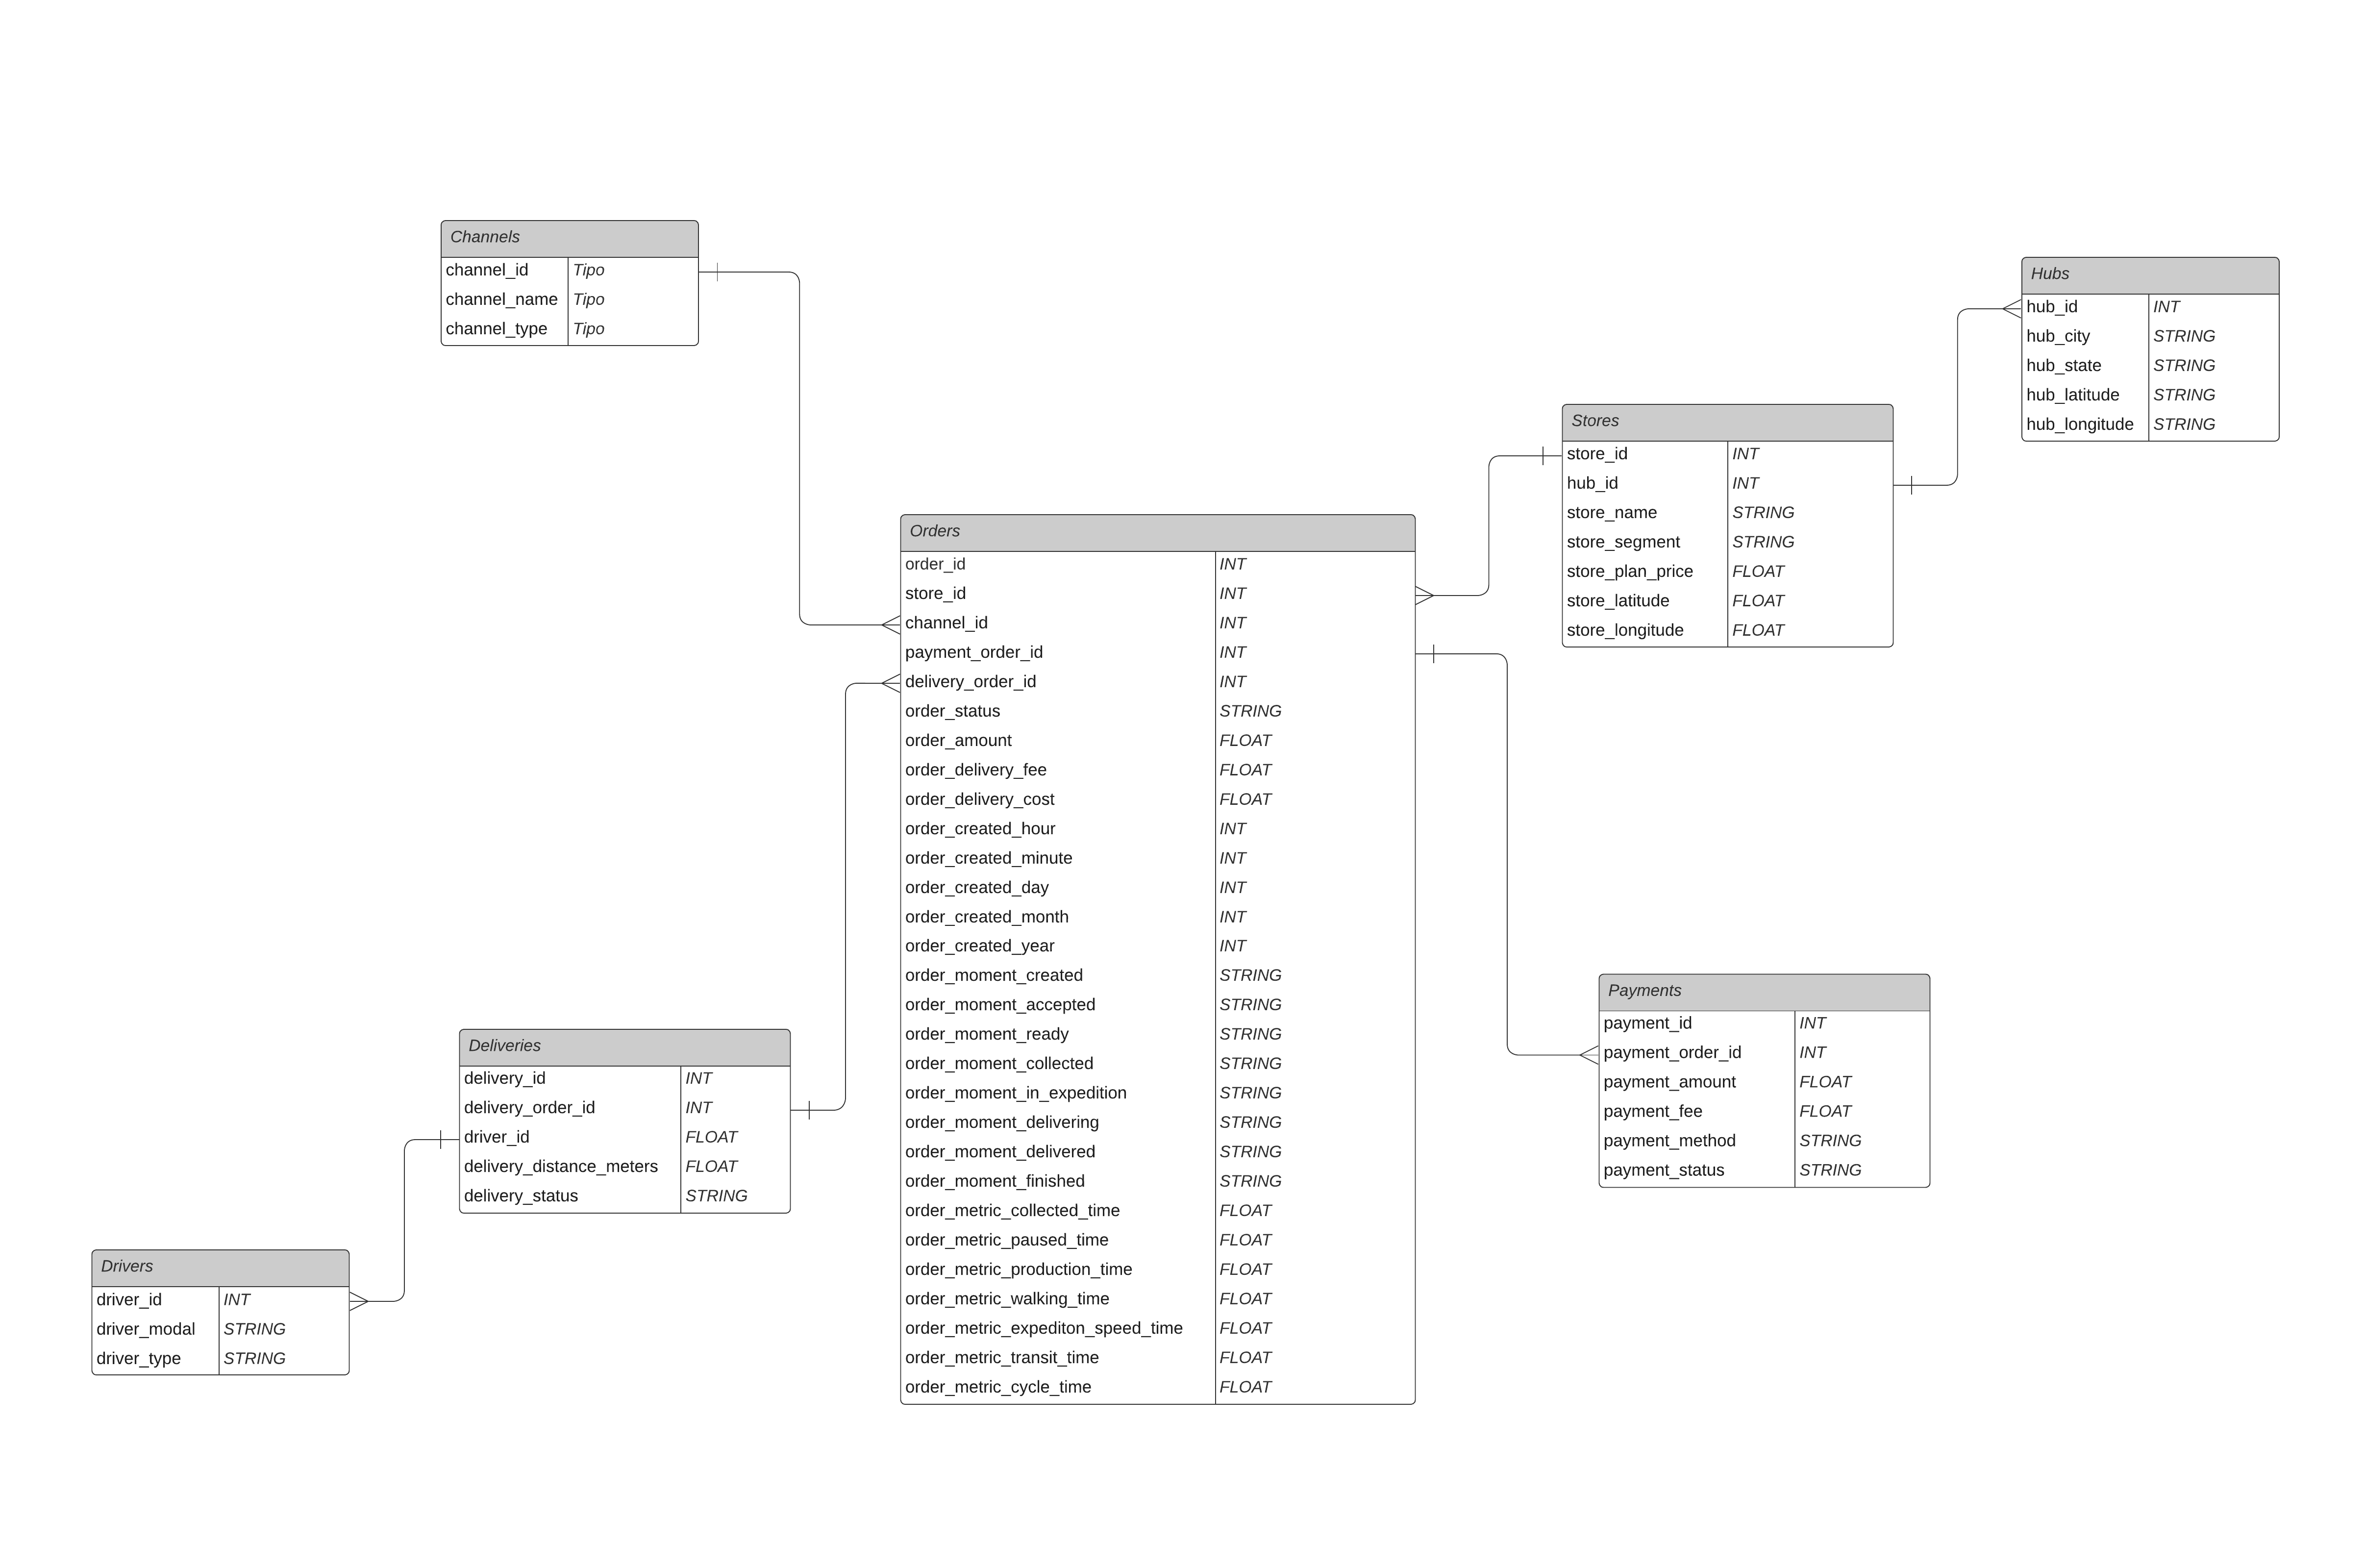 Channels
channel_id Tipo
channel_name Tipo
channel_type Tipo
Hubs
hub_id INT
hub_city STRING
hub_state STRING
hub_latitude STRING
hub_longitude STRING
Stores
store_id INT
hub_id INT
store_name STRING
store_segment STRING
store_plan_price FLOAT
store_latitude FLOAT
store_longitude FLOAT
Orders
order_id INT
store_id INT
channel_id INT
payment_order_id INT
delivery_order_id INT
order_status STRING
order_amount FLOAT
order_delivery_fee FLOAT
order_delivery_cost FLOAT
order_created_hour INT
order_created_minute INT
order_created_day INT
order_created_month INT
order_created_year INT
order_moment_created STRING
order_moment_accepted STRING
order_moment_ready STRING
order_moment_collected STRING
order_moment_in_expedition STRING
order_moment_delivering STRING
order_moment_delivered STRING
order_moment_finished STRING
order_metric_collected_time FLOAT
order_metric_paused_time FLOAT
order_metric_production_time FLOAT
order_metric_walking_time FLOAT
order_metric_expediton_speed_time FLOAT
order_metric_transit_time FLOAT
order_metric_cycle_time FLOAT
Payments
payment_id INT
payment_order_id INT
payment_amount FLOAT
payment_fee FLOAT
payment_method STRING
payment_status STRING
Deliveries
delivery_id INT
delivery_order_id INT
driver_id FLOAT
delivery_distance_meters FLOAT
delivery_status STRING
Drivers
driver_id INT
driver_modal STRING
driver_type STRING